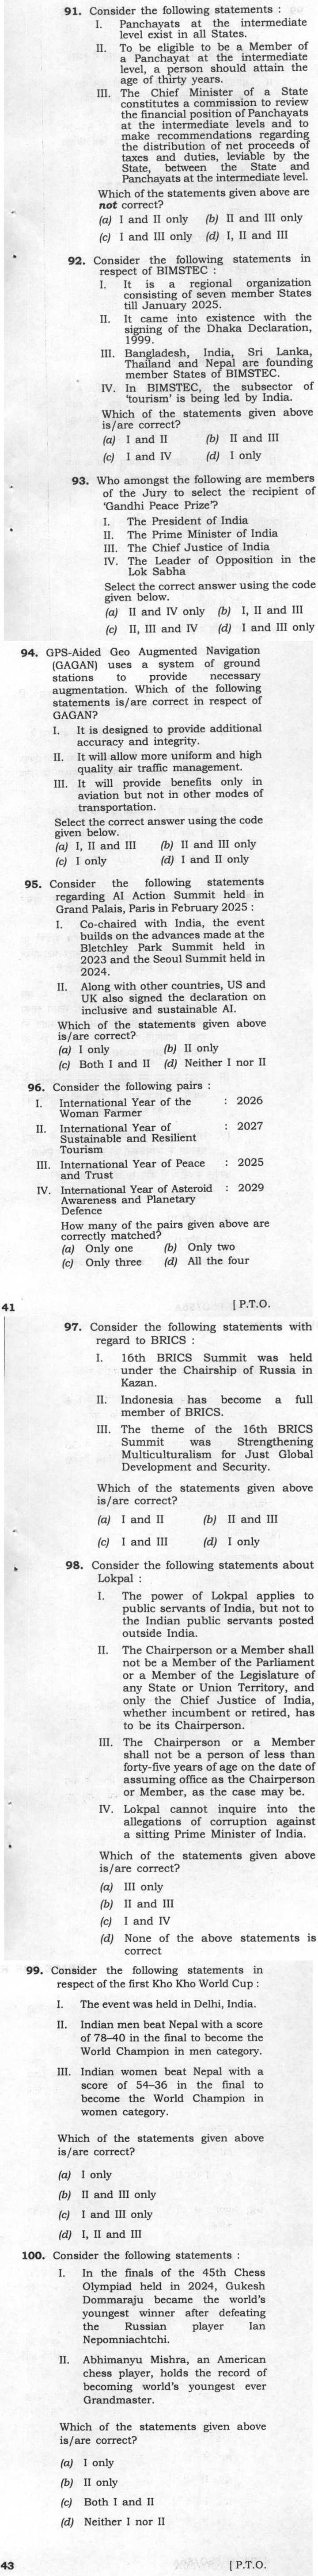 91. Consider the following statements :
I. Panchayats at the intermediate
level exist in all States.
II. To be eligible to be a Member of
a Panchayat at the intermediate
level, a person should attain the
age of thirty years.
III. The Chief Minister of a State
constitutes a commission to review
the financial position of Panchayats
at the intermediate levels and to
make recommendations regarding
the distribution of net proceeds of
taxes and duties, leviable by the
State, between the State and
Panchayats at the intermediate level.
Which of the statements given above are
not correct?
(a) I and II only (b) II and III only
(c) I and III only (d) I, II and III
92. Consider the following statements in
respect of BIMSTEC :
I. It is a regional organization
consisting of seven member States
till January 2025.
II. It came into existence with the
signing of the Dhaka Declaration,
1999.
III. Bangladesh, India, Sri Lanka,
Thailand and Nepal are founding
member States of BIMSTEC.
IV. In BIMSTEC, the subsector of
'tourism' is being led by India.
Which of the statements given above
is/are correct?
(a) I and II (b) II and III
(c) I and IV (d) I only
93. Who amongst the following are members
of the Jury to select the recipient of
'Gandhi Peace Prize'?
I. The President of India
II. The Prime Minister of India
III. The Chief Justice of India
IV. The Leader of Opposition in the
Lok Sabha
Select the correct answer using the code
given below.
(a) II and IV only (b) I, II and III
(c) II, III and IV (d) I and III only
94. GPS-Aided Geo Augmented Navigation
(GAGAN) uses a system of ground
stations to provide necessary
augmentation. Which of the following
statements is/are correct in respect of
GAGAN?
I. It is designed to provide additional
accuracy and integrity.
II. It will allow more uniform and high
quality air traffic management.
III. It will provide benefits only in
aviation but not in other modes of
transportation.
Select the correct answer using the code
given below.
(a) I, II and III (b) II and III only
(c) I only (d) I and II only
95. Consider the following statements
regarding AI Action Summit held in
Grand Palais, Paris in February 2025 :
I. Co-chaired with India, the event
builds on the advances made at the
Bletchley Park Summit held in
2023 and the Seoul Summit held in
2024.
II. Along with other countries, US and
UK also signed the declaration on
inclusive and sustainable AI.
Which of the statements given above
is/are correct?
(a) I only (b) II only
(c) Both I and II (d) Neither I nor II
96. Consider the following pairs :
I. International Year of the : 2026
Woman Farmer
II. International Year of : 2027
Sustainable and Resilient
Tourism
III. International Year of Peace : 2025
and Trust
IV. International Year of Asteroid : 2029
Awareness and Planetary
Defence
How many of the pairs given above are
correctly matched?
(a) Only one (b) Only two
(c) Only three (d) All the four
41 [ P.T.O.
97. Consider the following statements with
regard to BRICS :
I. 16th BRICS Summit was held
under the Chairship of Russia in
Kazan.
II. Indonesia has become a full
member of BRICS.
III. The theme of the 16th BRICS
Summit was Strengthening
Multiculturalism for Just Global
Development and Security.
Which of the statements given above
is/are correct?
(a) I and II (b) II and III
(c) I and III (d) I only
98. Consider the following statements about
Lokpal :
I. The power of Lokpal applies to
public servants of India, but not to
the Indian public servants posted
outside India.
II. The Chairperson or a Member shall
not be a Member of the Parliament
or a Member of the Legislature of
any State or Union Territory, and
only the Chief Justice of India,
whether incumbent or retired, has
to be its Chairperson.
III. The Chairperson or a Member
shall not be a person of less than
forty-five years of age on the date of
assuming office as the Chairperson
or Member, as the case may be.
IV. Lokpal cannot inquire into the
allegations of corruption against
a sitting Prime Minister of India.
Which of the statements given above
is/are correct?
(a) III only
(b) II and III
(c) I and IV
(d) None of the above statements is
correct
99. Consider the following statements in
respect of the first Kho Kho World Cup :
I. The event was held in Delhi, India.
II. Indian men beat Nepal with a score
of 78–40 in the final to become the
World Champion in men category.
III. Indian women beat Nepal with a
score of 54–36 in the final to
become the World Champion in
women category.
Which of the statements given above
is/are correct?
(a) I only
(b) II and III only
(c) I and III only
(d) I, II and III
100. Consider the following statements :
I. In the finals of the 45th Chess
Olympiad held in 2024, Gukesh
Dommaraju became the world's
youngest winner after defeating
the Russian player Ian
Nepomniachtchi.
II. Abhimanyu Mishra, an American
chess player, holds the record of
becoming world's youngest ever
Grandmaster.
Which of the statements given above
is/are correct?
(a) I only
(b) II only
(c) Both I and II
(d) Neither I nor II
43 [ P.T.O.